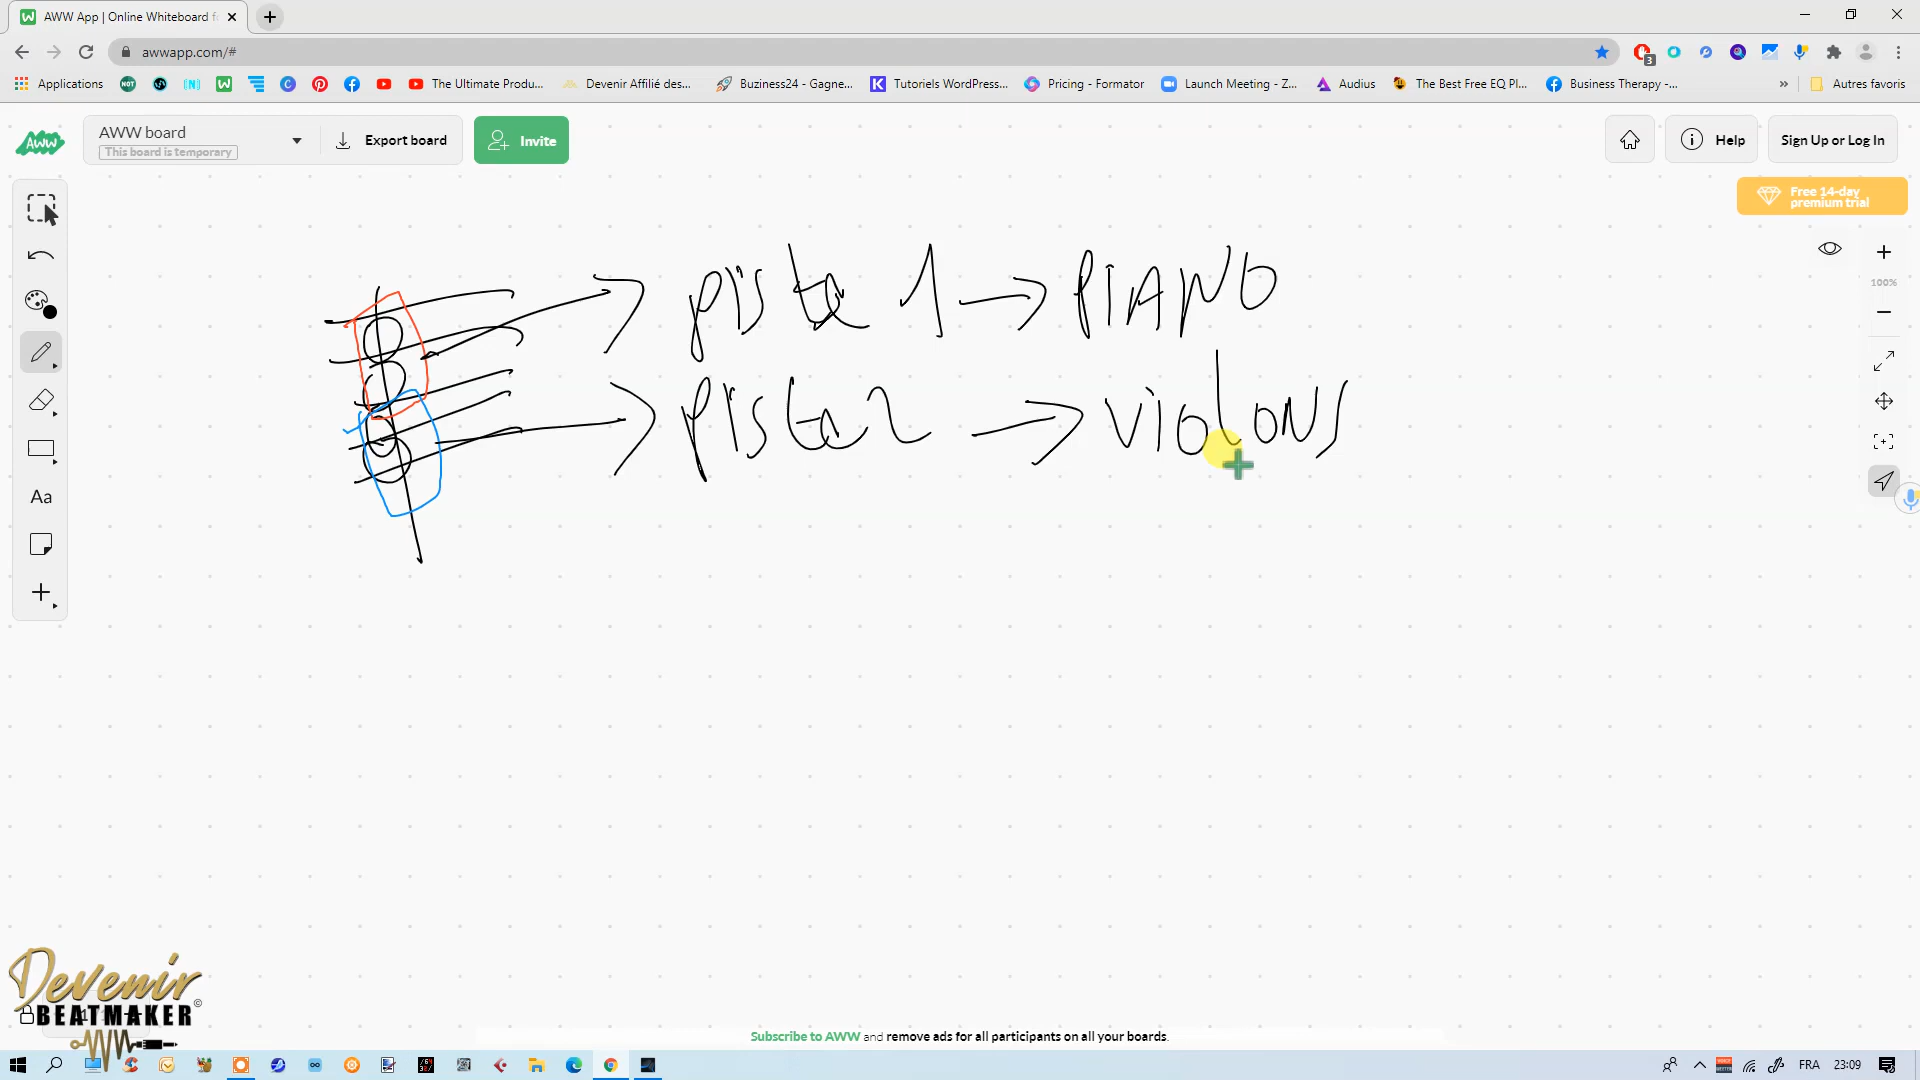 AWW App | Online Whiteboard f
awwapp.com/#
3
Applications
The Ultimate Produ...
Devenir Affilié des...
Buziness24 - Gagne...
Tutoriels WordPress...
Pricing - Formator
Launch Meeting - Z...
Audius
The Best Free EQ Pl...
Business Therapy -...
»
Autres favoris
AWW
AWW board
This board is temporary
Export board
Invite
Help
Sign Up or Log In
Free 14-day
premium trial
100%
Aa
piste 1 → PIANO
piste 2 → violons
Devenir
BEATMAKER
©
Subscribe to AWW and remove ads for all participants on all your boards.
FRA 23:09